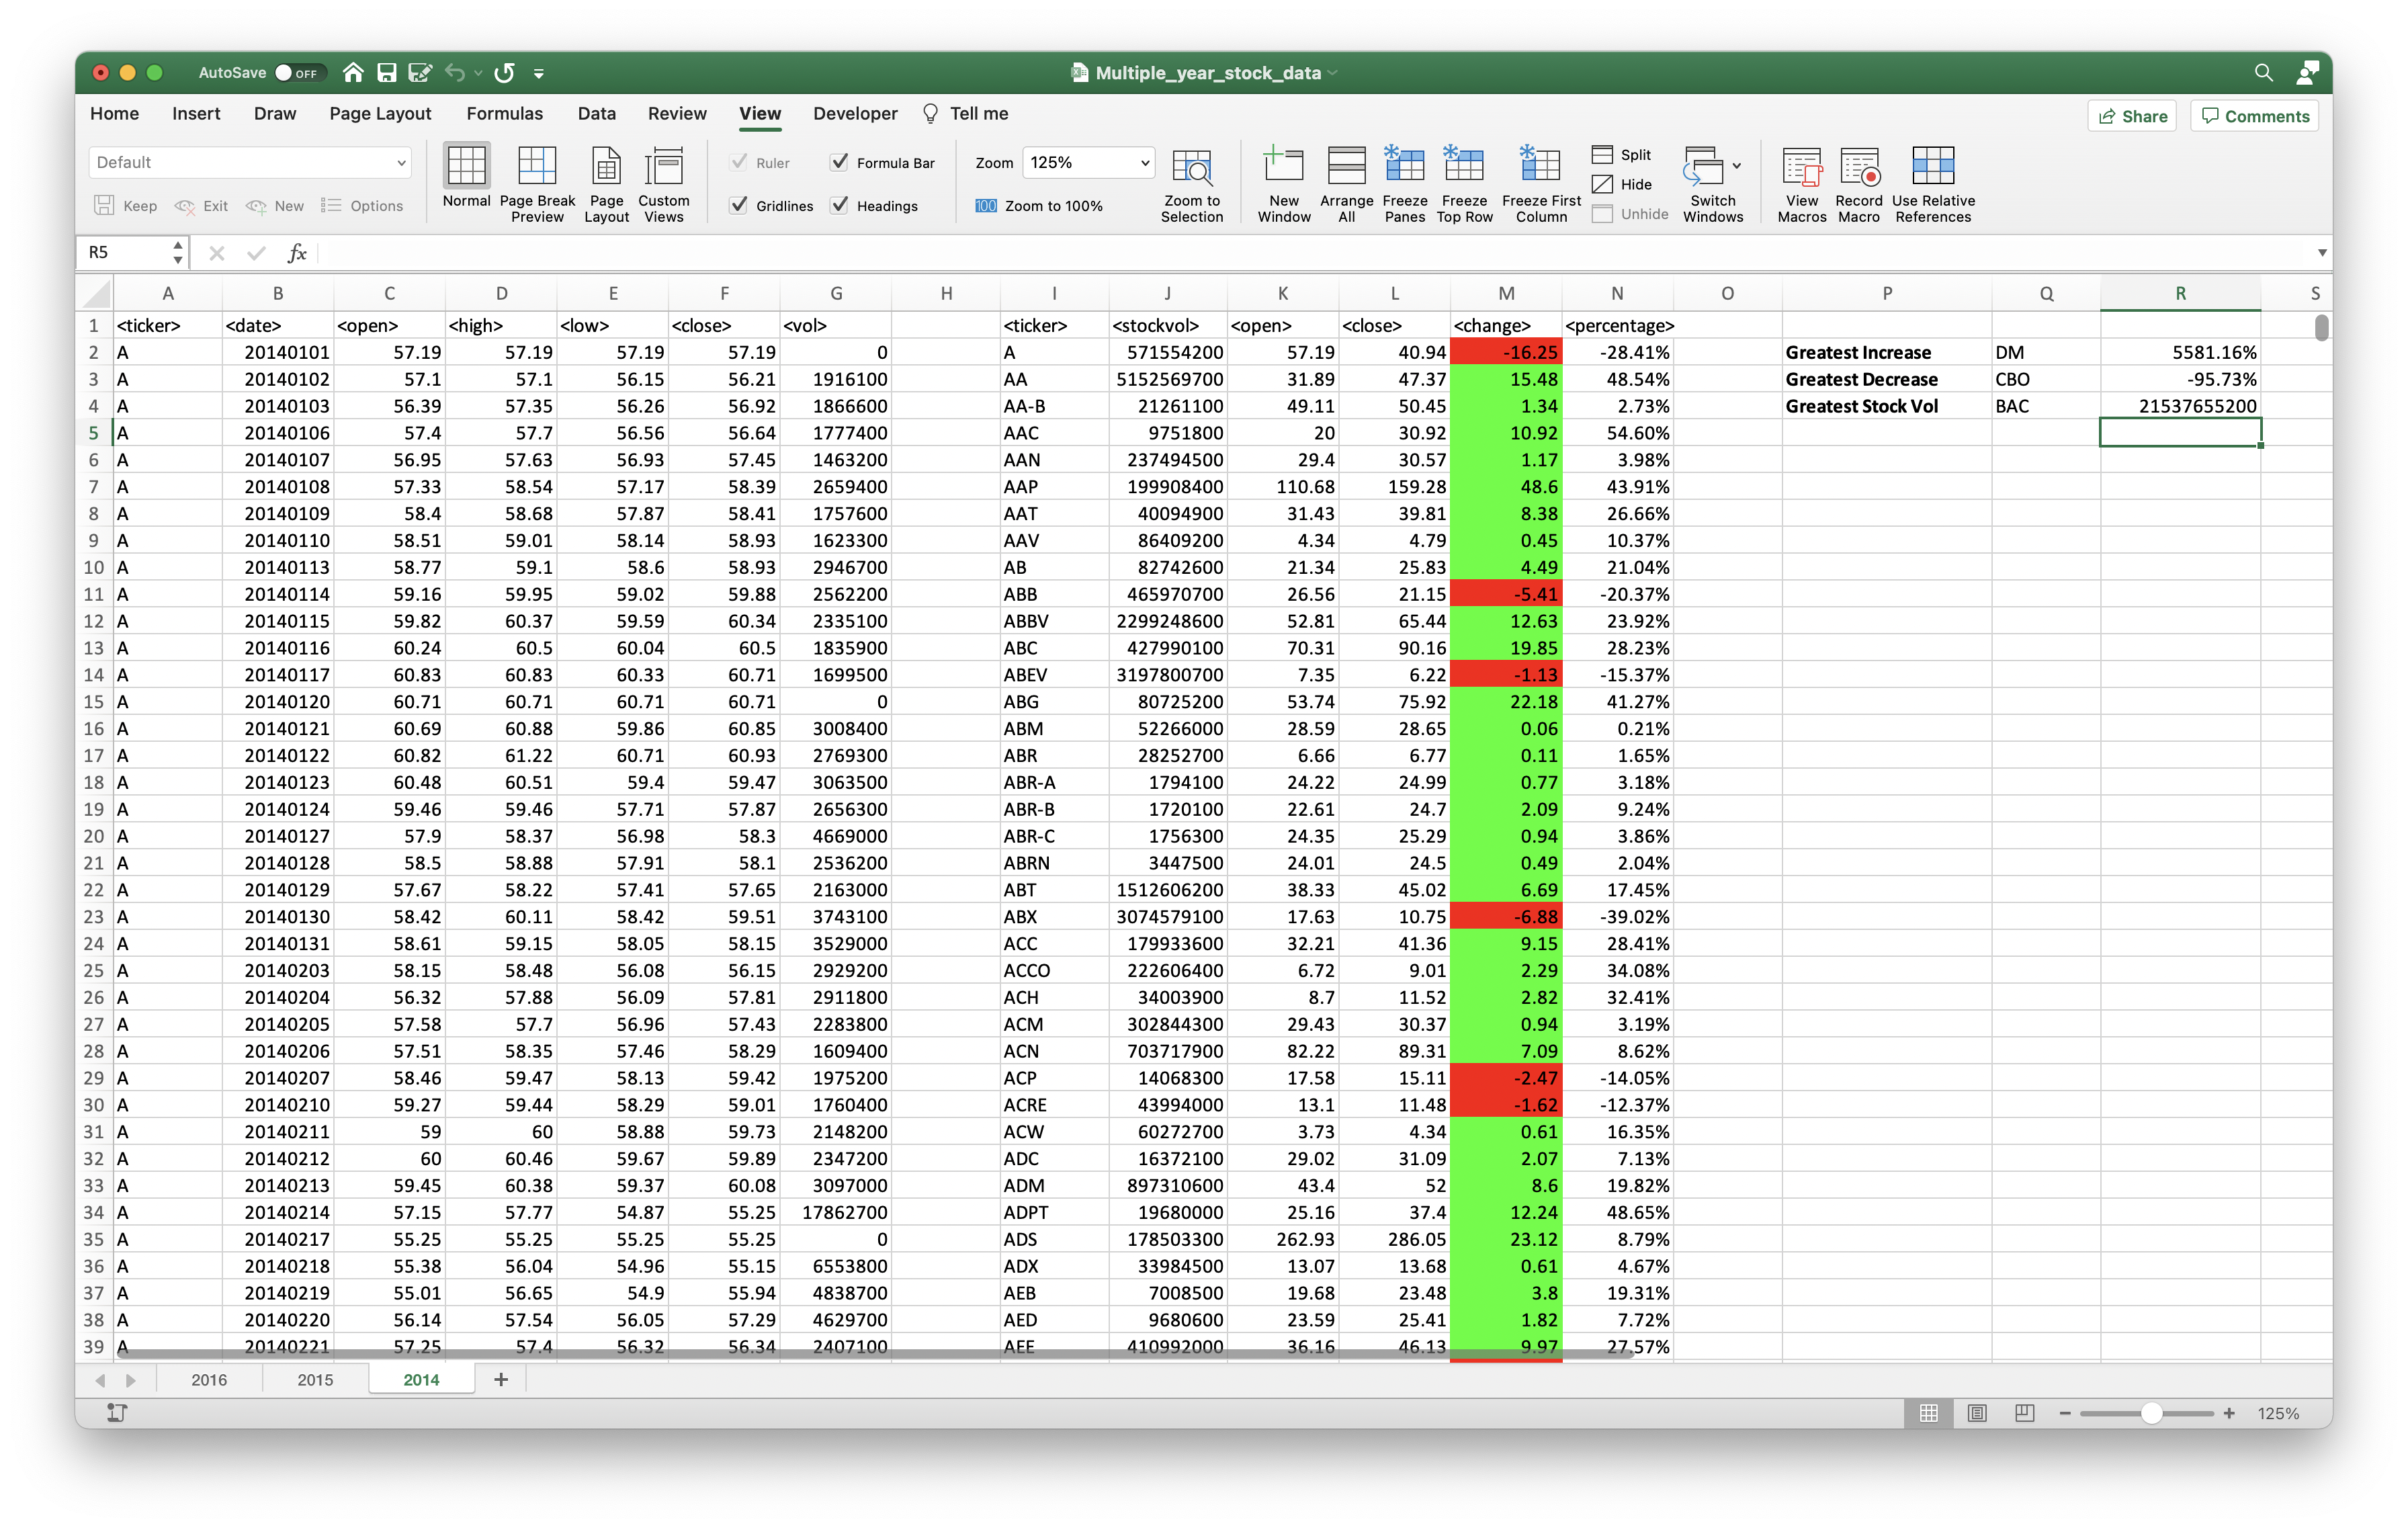 AutoSave OFF Multiple_year_stock_data
Home Insert Draw Page Layout Formulas Data Review View Developer Tell me Share Comments
Default Ruler Formula Bar Zoom 125% Split
Keep Exit New Options Normal Page Break Preview Page Layout Custom Views Gridlines Headings 100 Zoom to 100% Zoom to Selection New Window Arrange All Freeze Panes Freeze Top Row Freeze First Column Hide Unhide Switch Windows View Macros Record Macro Use Relative References
R5 fx
A B C D E F G H I J K L M N O P Q R S
1 <ticker> <date> <open> <high> <low> <close> <vol> <ticker> <stockvol> <open> <close> <change> <percentage>
2 A 20140101 57.19 57.19 57.19 57.19 0 A 571554200 57.19 40.94 -16.25 -28.41% Greatest Increase DM 5581.16%
3 A 20140102 57.1 57.1 56.15 56.21 1916100 AA 5152569700 31.89 47.37 15.48 48.54% Greatest Decrease CBO -95.73%
4 A 20140103 56.39 57.35 56.26 56.92 1866600 AA-B 21261100 49.11 50.45 1.34 2.73% Greatest Stock Vol BAC 21537655200
5 A 20140106 57.4 57.7 56.56 56.64 1777400 AAC 9751800 20 30.92 10.92 54.60%
6 A 20140107 56.95 57.63 56.93 57.45 1463200 AAN 237494500 29.4 30.57 1.17 3.98%
7 A 20140108 57.33 58.54 57.17 58.39 2659400 AAP 199908400 110.68 159.28 48.6 43.91%
8 A 20140109 58.4 58.68 57.87 58.41 1757600 AAT 40094900 31.43 39.81 8.38 26.66%
9 A 20140110 58.51 59.01 58.14 58.93 1623300 AAV 86409200 4.34 4.79 0.45 10.37%
10 A 20140113 58.77 59.1 58.6 58.93 2946700 AB 82742600 21.34 25.83 4.49 21.04%
11 A 20140114 59.16 59.95 59.02 59.88 2562200 ABB 465970700 26.56 21.15 -5.41 -20.37%
12 A 20140115 59.82 60.37 59.59 60.34 2335100 ABBV 2299248600 52.81 65.44 12.63 23.92%
13 A 20140116 60.24 60.5 60.04 60.5 1835900 ABC 427990100 70.31 90.16 19.85 28.23%
14 A 20140117 60.83 60.83 60.33 60.71 1699500 ABEV 3197800700 7.35 6.22 -1.13 -15.37%
15 A 20140120 60.71 60.71 60.71 60.71 0 ABG 80725200 53.74 75.92 22.18 41.27%
16 A 20140121 60.69 60.88 59.86 60.85 3008400 ABM 52266000 28.59 28.65 0.06 0.21%
17 A 20140122 60.82 61.22 60.71 60.93 2769300 ABR 28252700 6.66 6.77 0.11 1.65%
18 A 20140123 60.48 60.51 59.4 59.47 3063500 ABR-A 1794100 24.22 24.99 0.77 3.18%
19 A 20140124 59.46 59.46 57.71 57.87 2656300 ABR-B 1720100 22.61 24.7 2.09 9.24%
20 A 20140127 57.9 58.37 56.98 58.3 4669000 ABR-C 1756300 24.35 25.29 0.94 3.86%
21 A 20140128 58.5 58.88 57.91 58.1 2536200 ABRN 3447500 24.01 24.5 0.49 2.04%
22 A 20140129 57.67 58.22 57.41 57.65 2163000 ABT 1512606200 38.33 45.02 6.69 17.45%
23 A 20140130 58.42 60.11 58.42 59.51 3743100 ABX 3074579100 17.63 10.75 -6.88 -39.02%
24 A 20140131 58.61 59.15 58.05 58.15 3529000 ACC 179933600 32.21 41.36 9.15 28.41%
25 A 20140203 58.15 58.48 56.08 56.15 2929200 ACCO 222606400 6.72 9.01 2.29 34.08%
26 A 20140204 56.32 57.88 56.09 57.81 2911800 ACH 34003900 8.7 11.52 2.82 32.41%
27 A 20140205 57.58 57.7 56.96 57.43 2283800 ACM 302844300 29.43 30.37 0.94 3.19%
28 A 20140206 57.51 58.35 57.46 58.29 1609400 ACN 703717900 82.22 89.31 7.09 8.62%
29 A 20140207 58.46 59.47 58.13 59.42 1975200 ACP 14068300 17.58 15.11 -2.47 -14.05%
30 A 20140210 59.27 59.44 58.29 59.01 1760400 ACRE 43994000 13.1 11.48 -1.62 -12.37%
31 A 20140211 59 60 58.88 59.73 2148200 ACW 60272700 3.73 4.34 0.61 16.35%
32 A 20140212 60 60.46 59.67 59.89 2347200 ADC 16372100 29.02 31.09 2.07 7.13%
33 A 20140213 59.45 60.38 59.37 60.08 3097000 ADM 897310600 43.4 52 8.6 19.82%
34 A 20140214 57.15 57.77 54.87 55.25 17862700 ADPT 19680000 25.16 37.4 12.24 48.65%
35 A 20140217 55.25 55.25 55.25 55.25 0 ADS 178503300 262.93 286.05 23.12 8.79%
36 A 20140218 55.38 56.04 54.96 55.15 6553800 ADX 33984500 13.07 13.68 0.61 4.67%
37 A 20140219 55.01 56.65 54.9 55.94 4838700 AEB 7008500 19.68 23.48 3.8 19.31%
38 A 20140220 56.14 57.54 56.05 57.29 4629700 AED 9680600 23.59 25.41 1.82 7.72%
39 A 20140221 57.25 57.4 56.32 56.34 2407100 AEE 410992000 36.16 46.13 9.97 27.57%
2016 2015 2014
125%